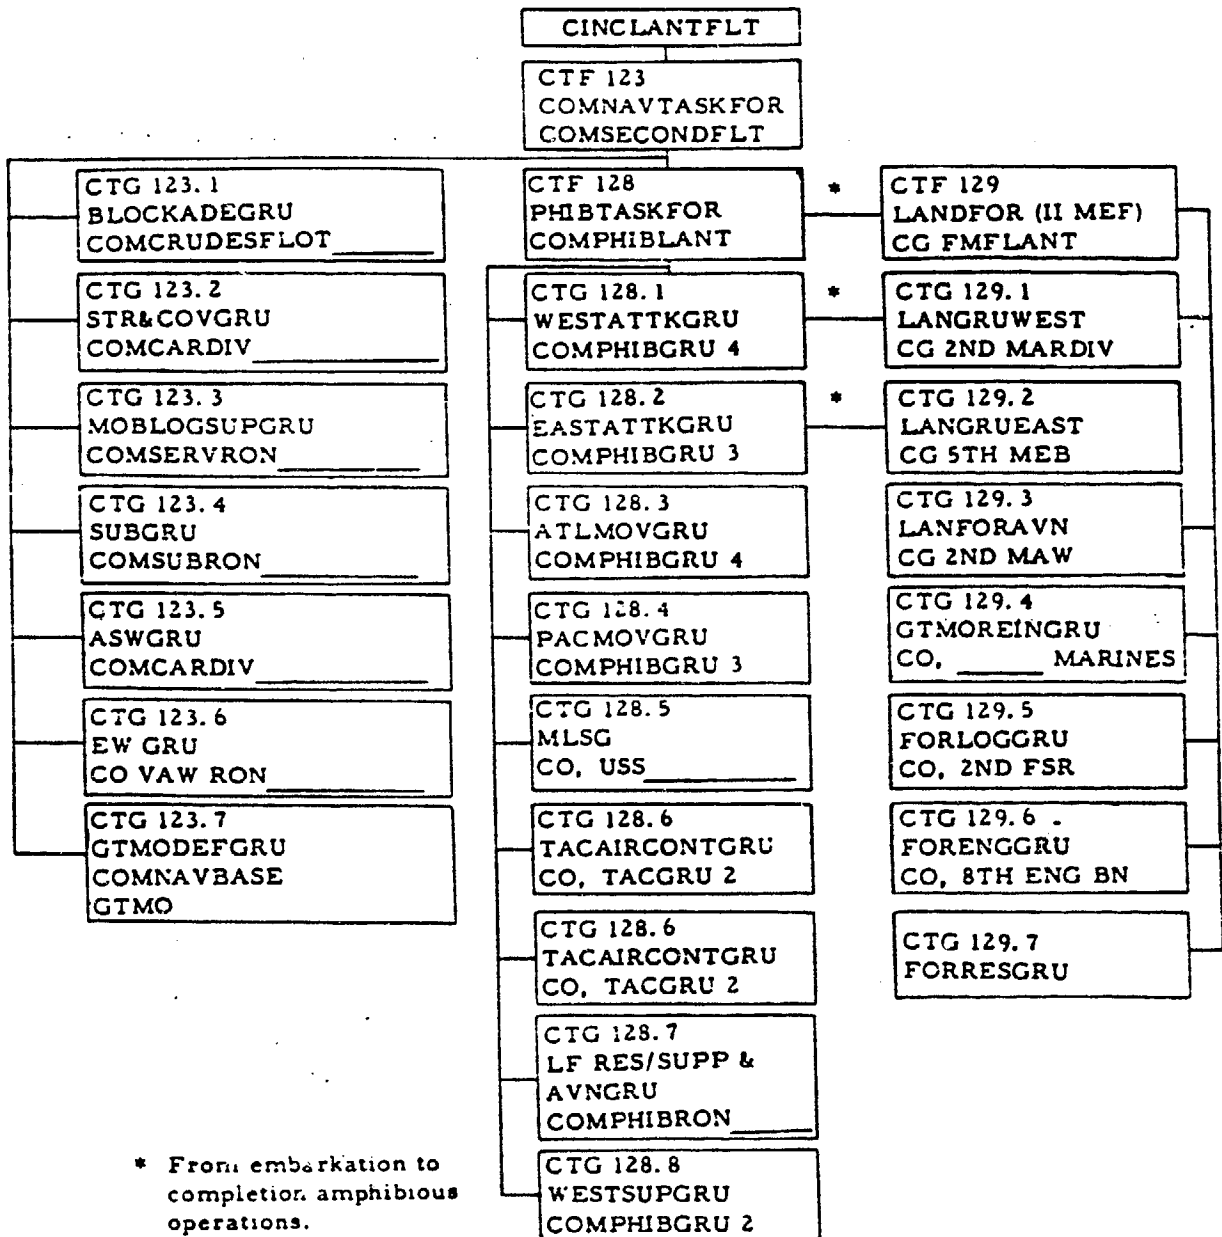 CINCLANTFLT
CTF 123
COMNAVTASKFOR
COMSECONDFLT
CTG 123.1
BLOCKADEGRU
COMCRUDESFLOT
CTG 123.2
STR&COVGRU
COMCARDIV
CTG 123.3
MOBLOGSUPGRU
COMSERVRON
CTG 123.4
SUBGRU
COMSUBRON
CTG 123.5
ASWGRU
COMCARDIV
CTG 123.6
EW GRU
CO VAW RON
CTG 123.7
GTMODEFGRU
COMNAVBASE
GTMO
CTF 128
PHIBTASKFOR
COMPHIBLANT
CTG 128.1
WESTATTKGRU
COMPHIBGRU 4
CTG 128.2
EASTATTKGRU
COMPHIBGRU 3
CTG 128.3
ATLMOVGRU
COMPHIBGRU 4
CTG 128.4
PACMOVGRU
COMPHIBGRU 3
CTG 128.5
MLSG
CO, USS
CTG 128.6
TACAIRCONTGRU
CO, TACGRU 2
CTG 128.6
TACAIRCONTGRU
CO, TACGRU 2
CTG 128.7
LF RES/SUPP &
AVNGRU
COMPHIBRON
CTG 128.8
WESTSUPGRU
COMPHIBGRU 2
*
*
*
CTF 129
LANDFOR (II MEF)
CG FMFLANT
CTG 129.1
LANGRUWEST
CG 2ND MARDIV
CTG 129.2
LANGRUEAST
CG 5TH MEB
CTG 129.3
LANFORAVN
CG 2ND MAW
CTG 129.4
GTMOREINGRU
CO, ______ MARINES
CTG 129.5
FORLOGGRU
CO, 2ND FSR
CTG 129.6
FORENGGRU
CO, 8TH ENG BN
CTG 129.7
FORRESGRU
* From embarkation to
completion amphibious
operations.